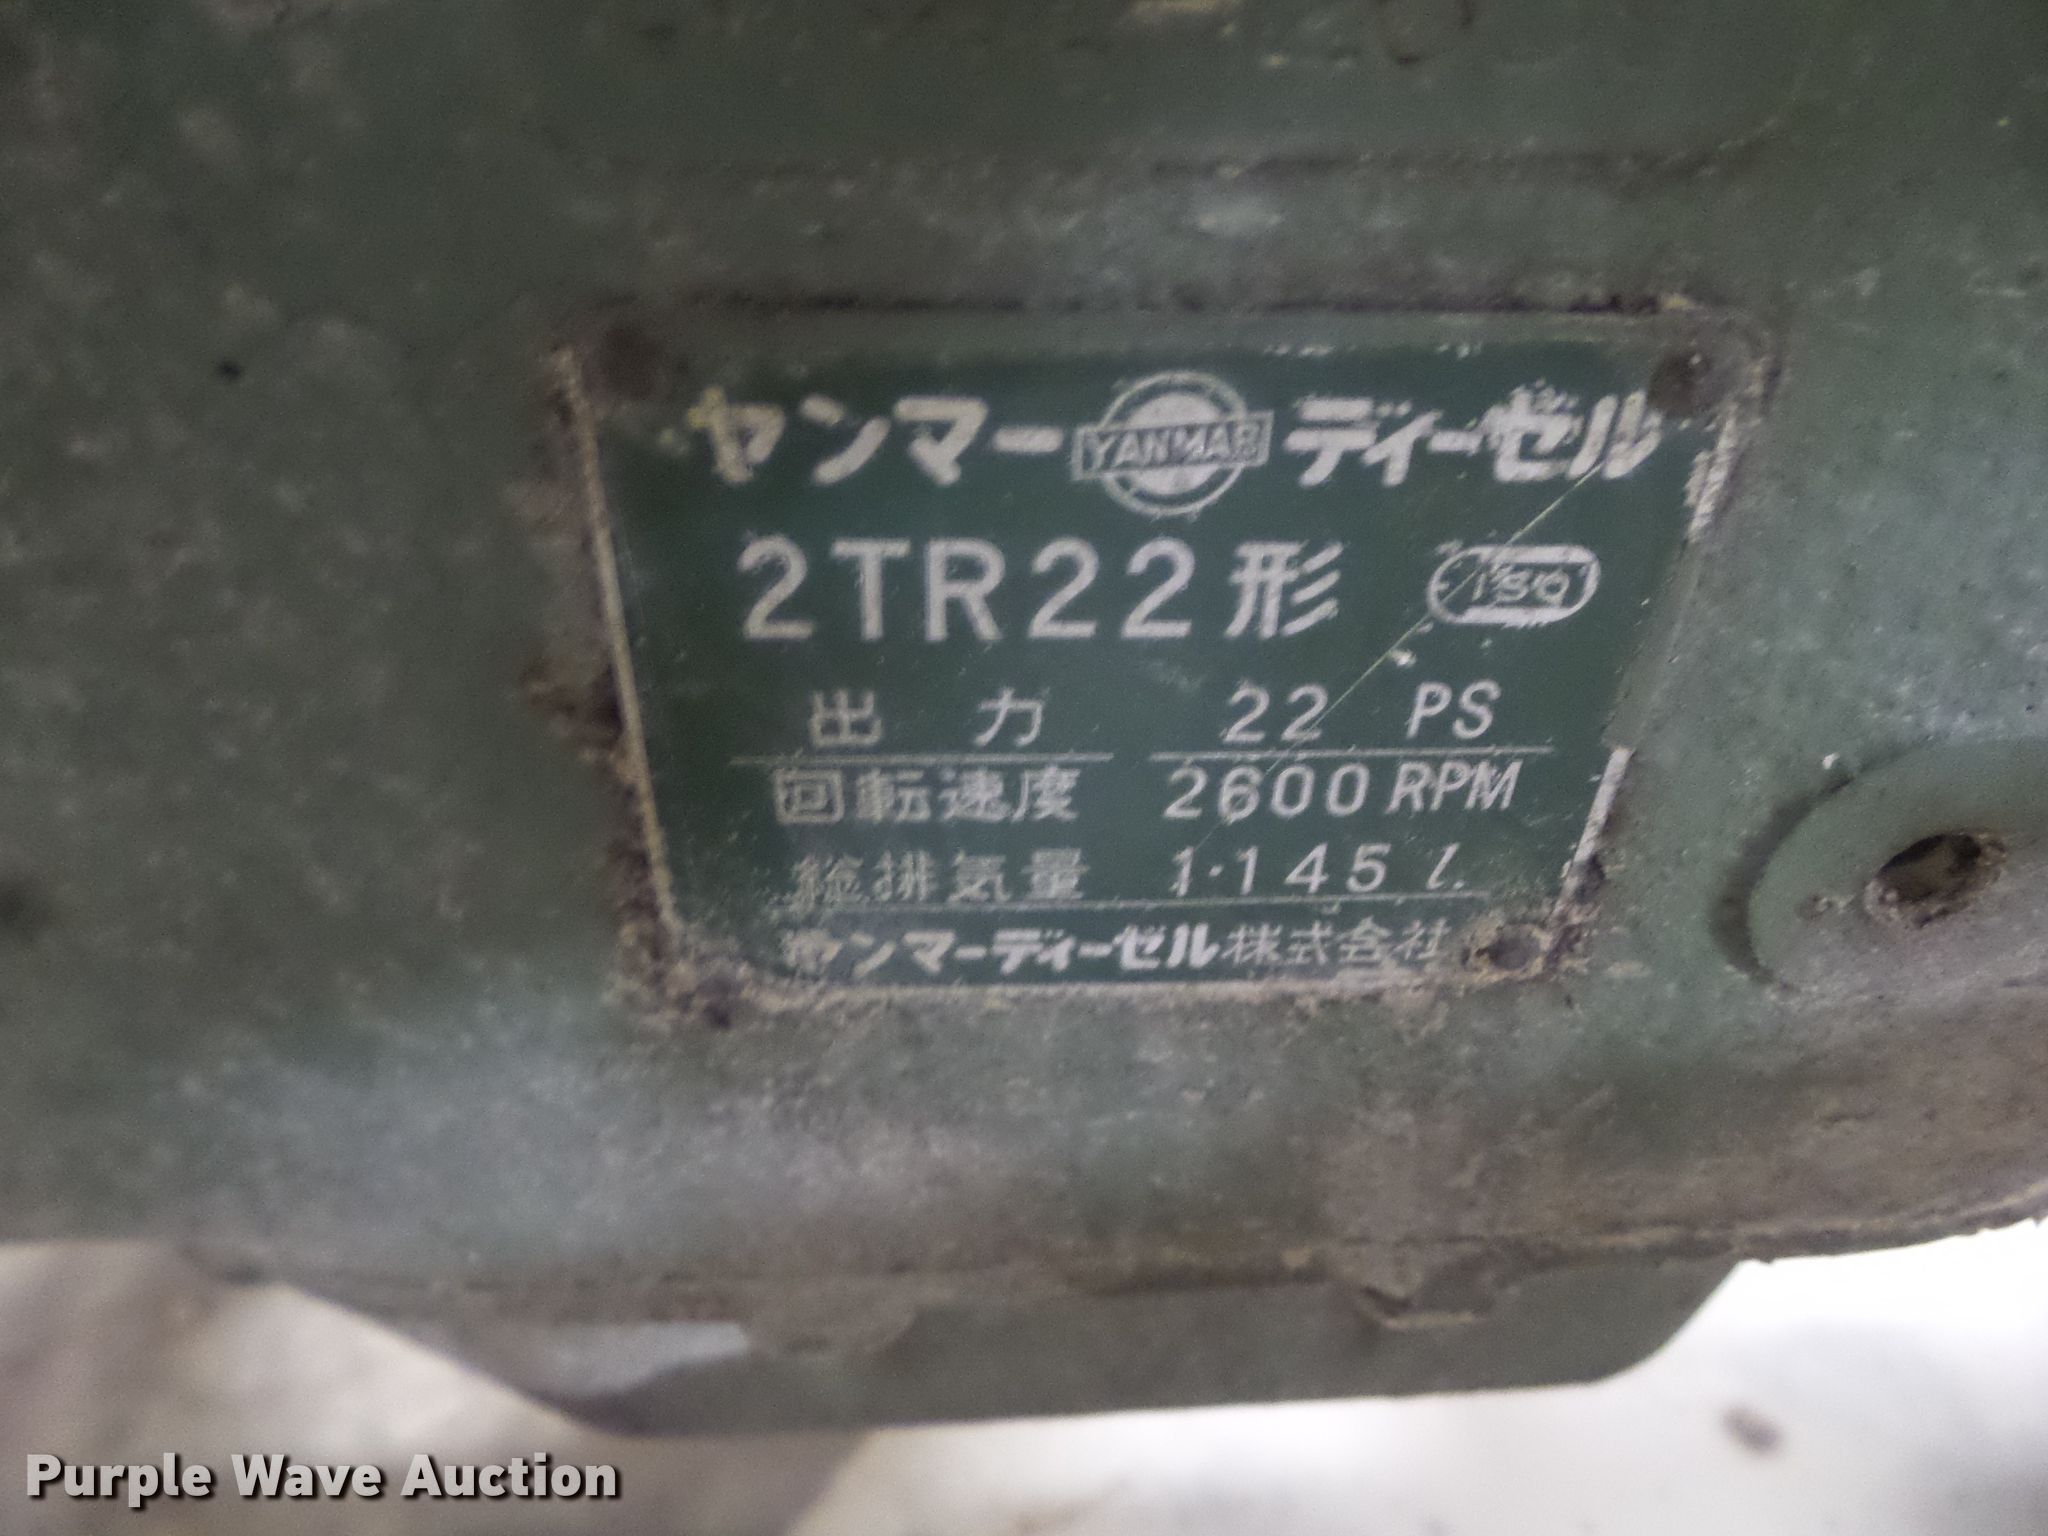 ヤンマー YANMAR ディーゼル
2TR22形 ISO
出力 22 PS
回転速度 2600 RPM
総排気量 1・145 l.
ヤンマーディーゼル株式会社
Purple Wave Auction